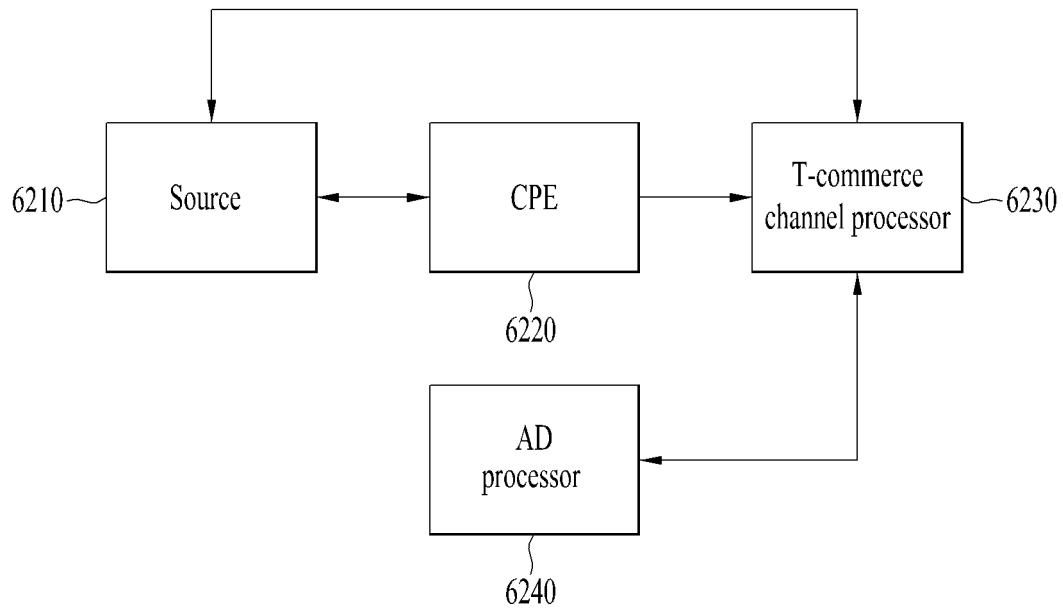 6210
Source
CPE
T-commerce
channel processor
6230
6220
AD
processor
6240